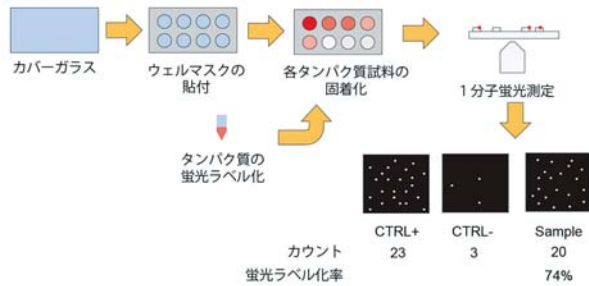 カバーガラス
ウェルマスクの
貼付
各タンパク質試料の
固着化
1分子蛍光測定
タンパク質の
蛍光ラベル化
CTRL+ CTRL- Sample
カウント 23 3 20
蛍光ラベル化率 74%